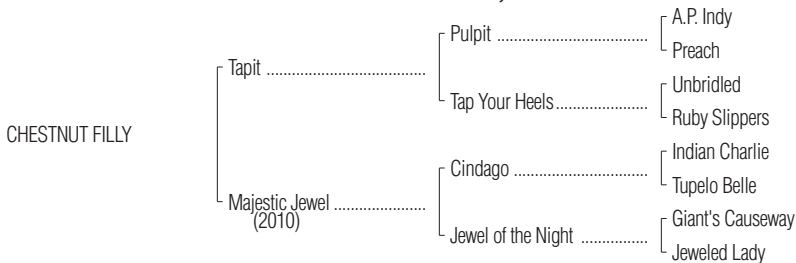 A.P. Indy
Pulpit ..........................................
Preach
Tapit ............................................
Unbridled
Tap Your Heels.........................
Ruby Slippers
CHESTNUT FILLY
Indian Charlie
Cindago .....................................
Tupelo Belle
Majestic Jewel .........................
(2010)
Giant's Causeway
Jewel of the Night ..................
Jeweled Lady